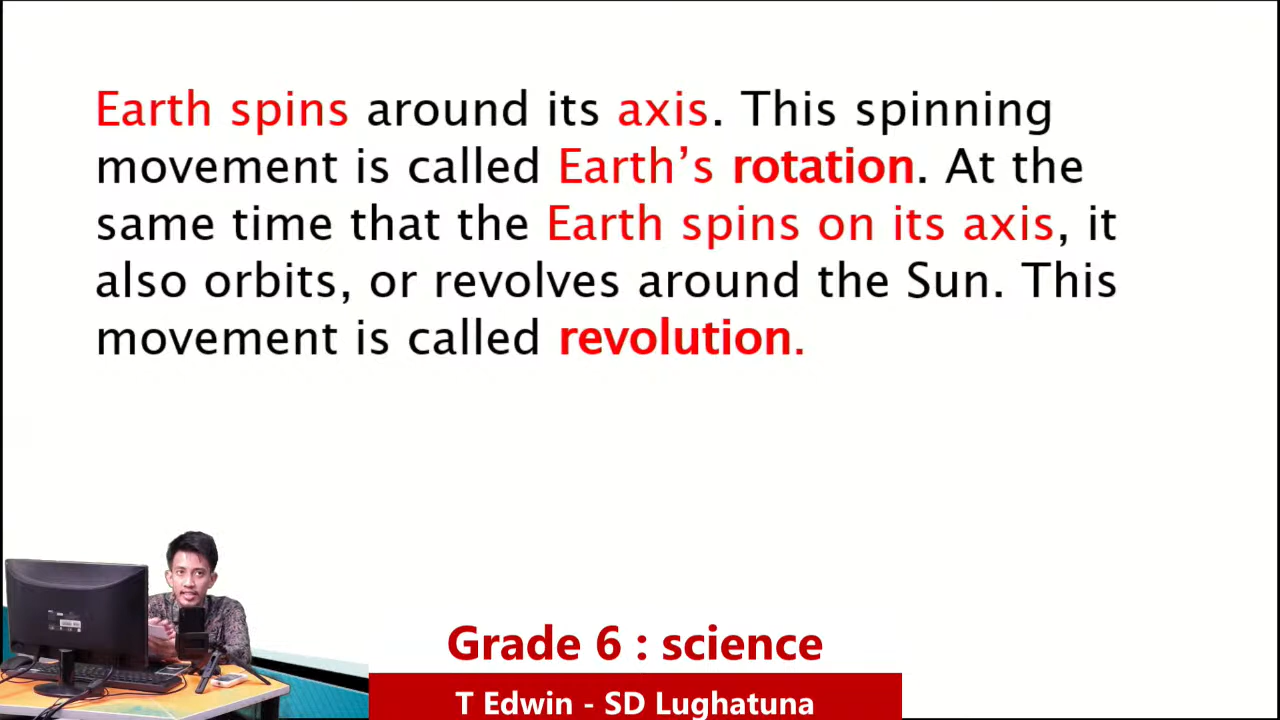 Earth spins around its axis. This spinning
movement is called Earth’s rotation. At the
same time that the Earth spins on its axis, it
also orbits, or revolves around the Sun. This
movement is called revolution.
Grade 6 : science
T Edwin - SD Lughatuna